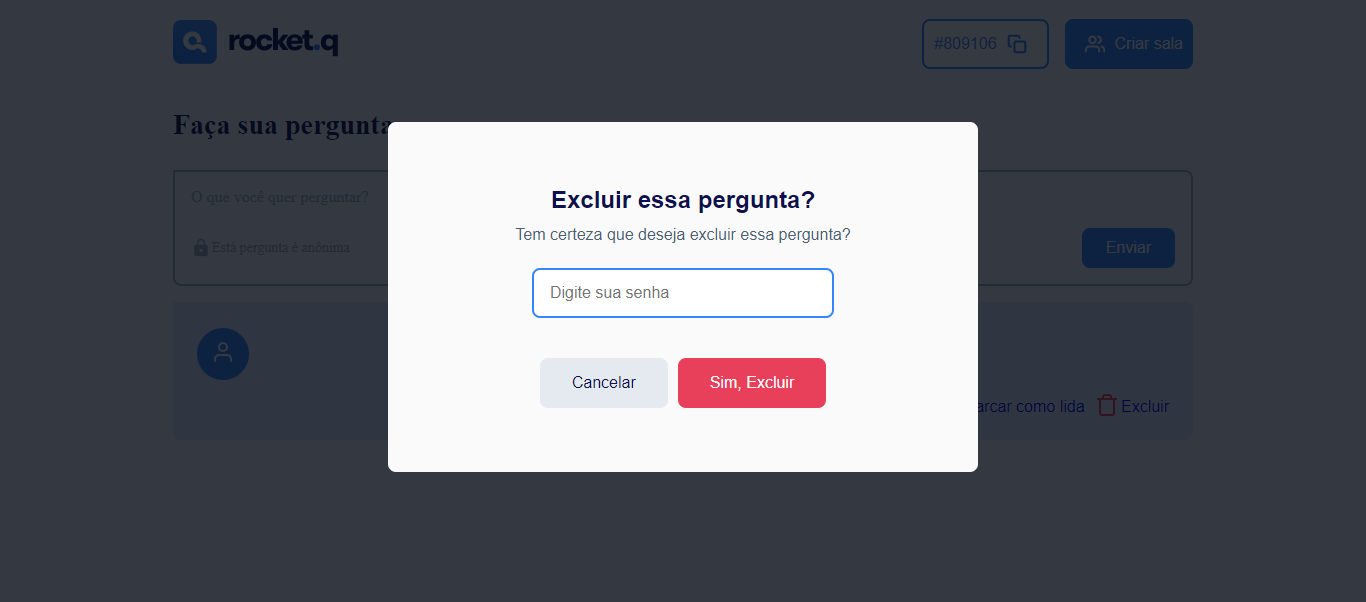 rocket.q
#809106
Criar sala
Faça sua pergunta
O que você quer perguntar?
Está pergunta é anônima
Enviar
Excluir essa pergunta?
Tem certeza que deseja excluir essa pergunta?
Digite sua senha
Cancelar
Sim, Excluir
arcar como lida
Excluir